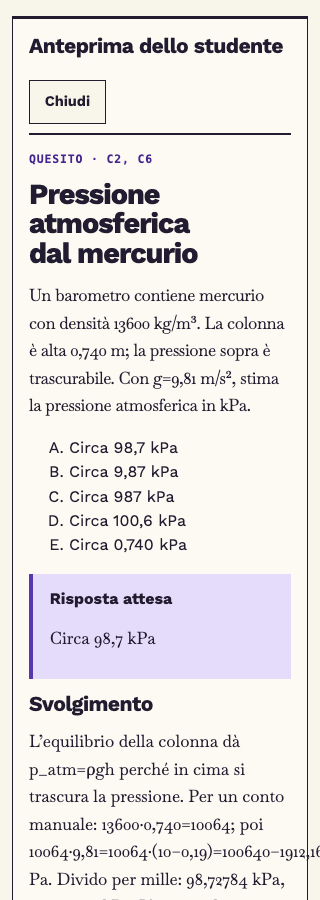 Anteprima dello studente
Chiudi
QUESITO · C2, C6
Pressione
atmosferica
dal mercurio
Un barometro contiene mercurio
con densità 13600 kg/m³. La colonna
è alta 0,740 m; la pressione sopra è
trascurabile. Con g=9,81 m/s², stima
la pressione atmosferica in kPa.
A. Circa 98,7 kPa
B. Circa 9,87 kPa
C. Circa 987 kPa
D. Circa 100,6 kPa
E. Circa 0,740 kPa
Risposta attesa
Circa 98,7 kPa
Svolgimento
L’equilibrio della colonna dà
p_atm=ρgh perché in cima si
trascura la pressione. Per un conto
manuale: 13600·0,740=10064; poi
10064·9,81=10064·(10−0,19)=100640−1912,16
Pa. Divido per mille: 98,72784 kPa,